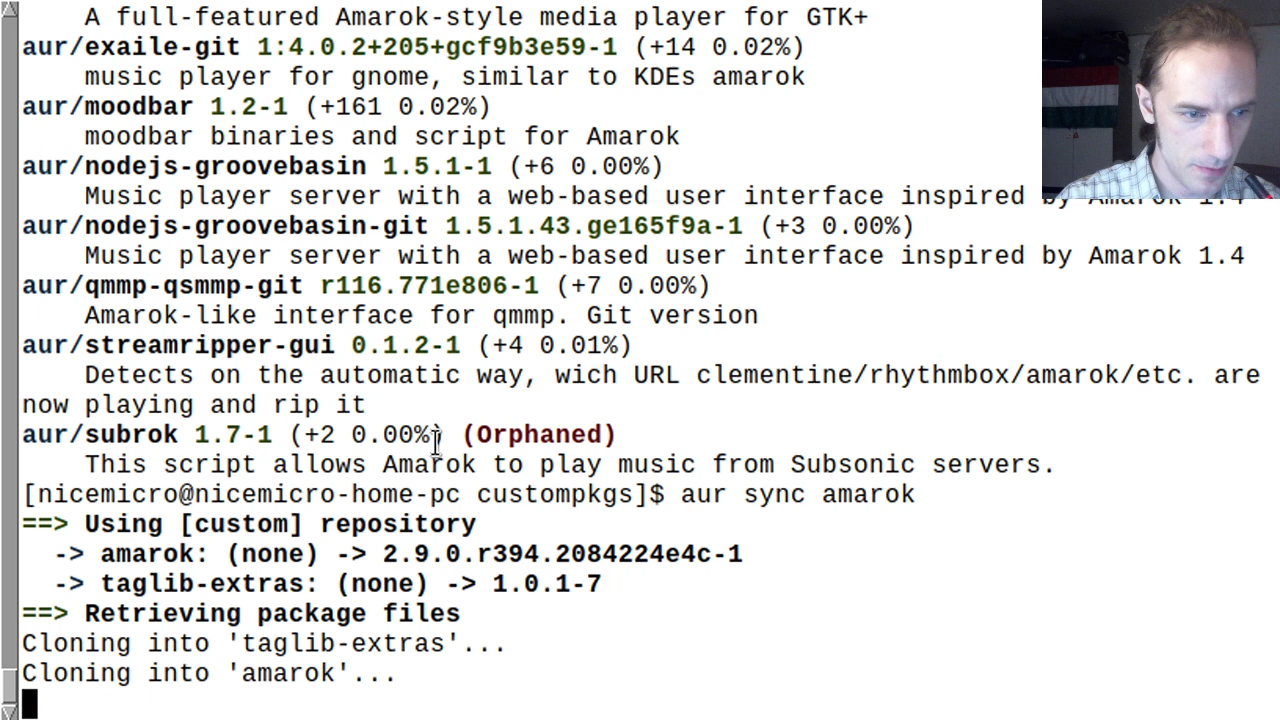 A full-featured Amarok-style media player for GTK+
aur/exaile-git 1:4.0.2+205+gcf9b3e59-1 (+14 0.02%)
music player for gnome, similar to KDEs amarok
aur/moodbar 1.2-1 (+161 0.02%)
moodbar binaries and script for Amarok
aur/nodejs-groovebasin 1.5.1-1 (+6 0.00%)
Music player server with a web-based user interface inspired by Amarok 1.4
aur/nodejs-groovebasin-git 1.5.1.43.ge165f9a-1 (+3 0.00%)
Music player server with a web-based user interface inspired by Amarok 1.4
aur/qmmp-qsmmp-git r116.771e806-1 (+7 0.00%)
Amarok-like interface for qmmp. Git version
aur/streamripper-gui 0.1.2-1 (+4 0.01%)
Detects on the automatic way, wich URL clementine/rhythmbox/amarok/etc. are
now playing and rip it
aur/subrok 1.7-1 (+2 0.00%) (Orphaned)
This script allows Amarok to play music from Subsonic servers.
[nicemicro@nicemicro-home-pc custompkgs]$ aur sync amarok
==> Using [custom] repository
-> amarok: (none) -> 2.9.0.r394.2084224e4c-1
-> taglib-extras: (none) -> 1.0.1-7
==> Retrieving package files
Cloning into 'taglib-extras'...
Cloning into 'amarok'...